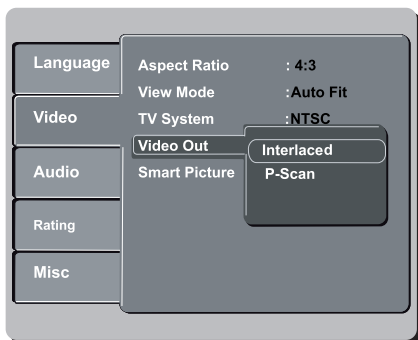 Language
Video
Audio
Rating
Misc
Aspect Ratio : 4:3
View Mode : Auto Fit
TV System : NTSC
Video Out
Smart Picture
Interlaced
P-Scan